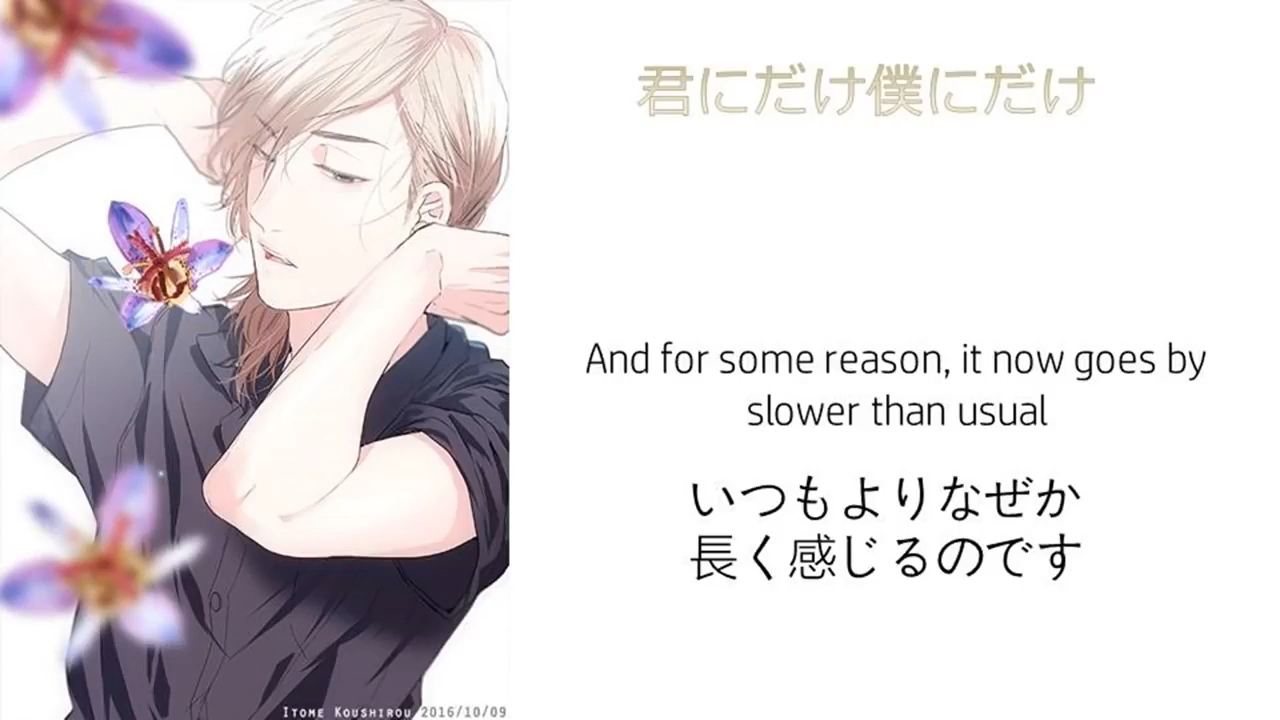 君にだけ僕にだけ
And for some reason, it now goes by
slower than usual
いつもよりなぜか
長く感じるのです
ITOME KOUSHIROU 2016/10/09